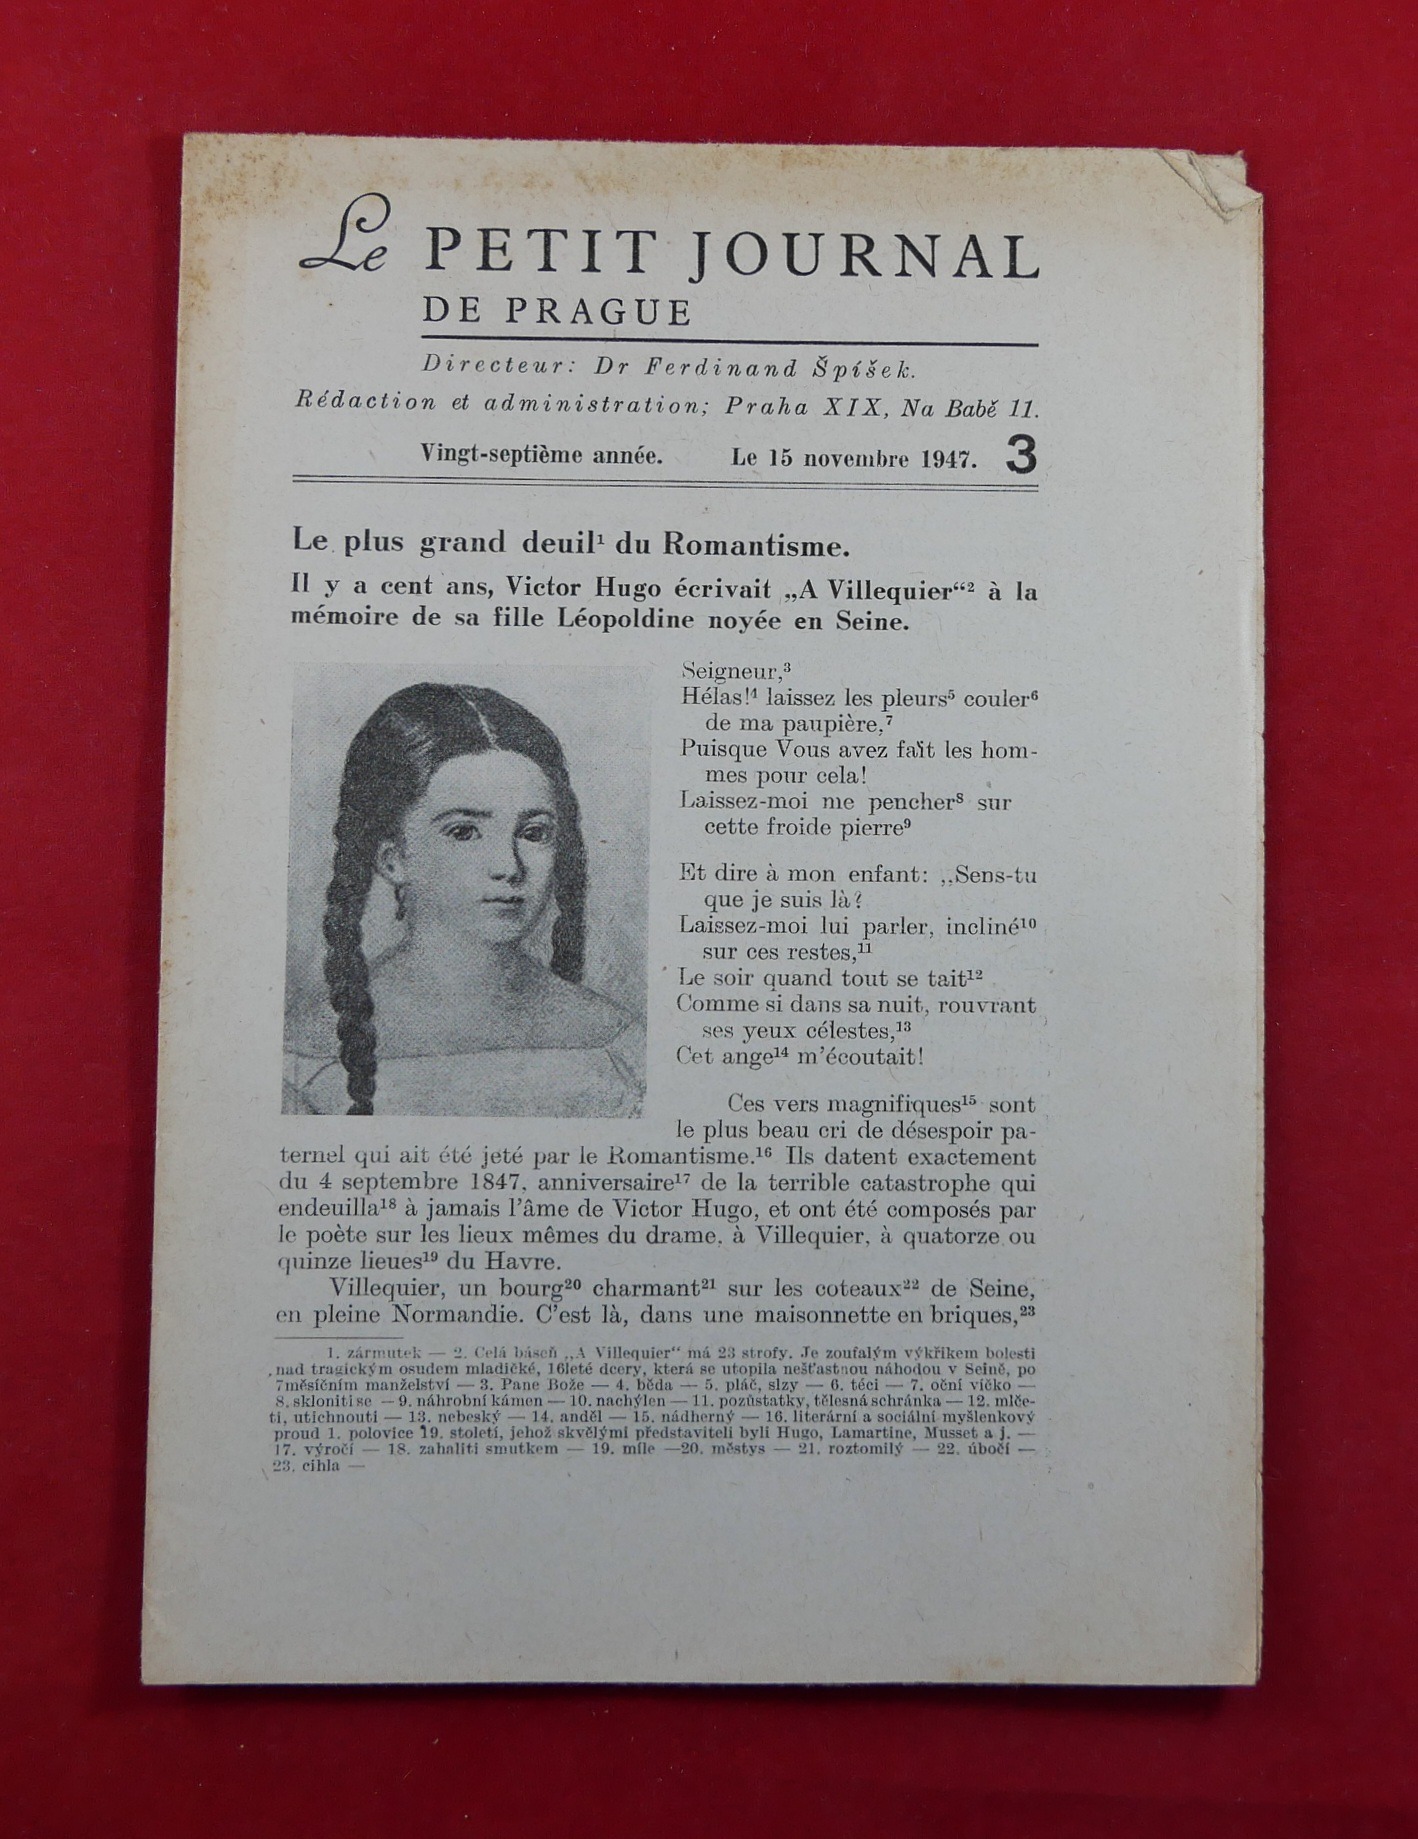 Le PETIT JOURNAL
DE PRAGUE
Directeur: Dr Ferdinand Špíšek.
Rédaction et administration; Praha XIX, Na Babě 11.
Vingt-septième année. Le 15 novembre 1947. 3
Le plus grand deuil¹ du Romantisme.
Il y a cent ans, Victor Hugo écrivait „A Villequier“² à la
mémoire de sa fille Léopoldine noyée en Seine.
Seigneur,³
Hélas!⁴ laissez les pleurs⁵ couler⁶
de ma paupière,⁷
Puisque Vous avez fait les hom-
mes pour cela!
Laissez-moi me pencher⁸ sur
cette froide pierre⁹
Et dire à mon enfant: „Sens-tu
que je suis là?
Laissez-moi lui parler, incliné¹⁰
sur ces restes,¹¹
Le soir quand tout se tait¹²
Comme si dans sa nuit, rouvrant
ses yeux célestes,¹³
Cet ange¹⁴ m’écoutait!
Ces vers magnifiques¹⁵ sont
le plus beau cri de désespoir pa-
ternel qui ait été jeté par le Romantisme.¹⁶ Ils datent exactement
du 4 septembre 1847, anniversaire¹⁷ de la terrible catastrophe qui
endeuilla¹⁸ à jamais l’âme de Victor Hugo, et ont été composés par
le poète sur les lieux mêmes du drame, à Villequier, à quatorze ou
quinze lieues¹⁹ du Havre.
Villequier, un bourg²⁰ charmant²¹ sur les coteaux²² de Seine,
en pleine Normandie. C’est là, dans une maisonnette en briques,²³
1. zármutek — 2. Celá báseň „A Villequier“ má 23 strofy. Je zoufalým výkřikem bolesti
nad tragickým osudem mladičké, 16leté dcery, která se utopila nešťastnou náhodou v Seině, po
7měsíčním manželství — 3. Pane Bože — 4. běda — 5. pláč, slzy — 6. téci — 7. oční víčko —
8. skloniti se — 9. náhrobní kámen — 10. nachýlen — 11. pozůstatky, tělesná schránka — 12. mlče-
ti, utichnouti — 13. nebeský — 14. anděl — 15. nádherný — 16. literární a sociální myšlenkový
proud 1. polovice 19. století, jehož skvělými představiteli byli Hugo, Lamartine, Musset a j. —
17. výročí — 18. zahaliti smutkem — 19. míle —20. městys — 21. roztomilý — 22. úbočí —
23. cihla —